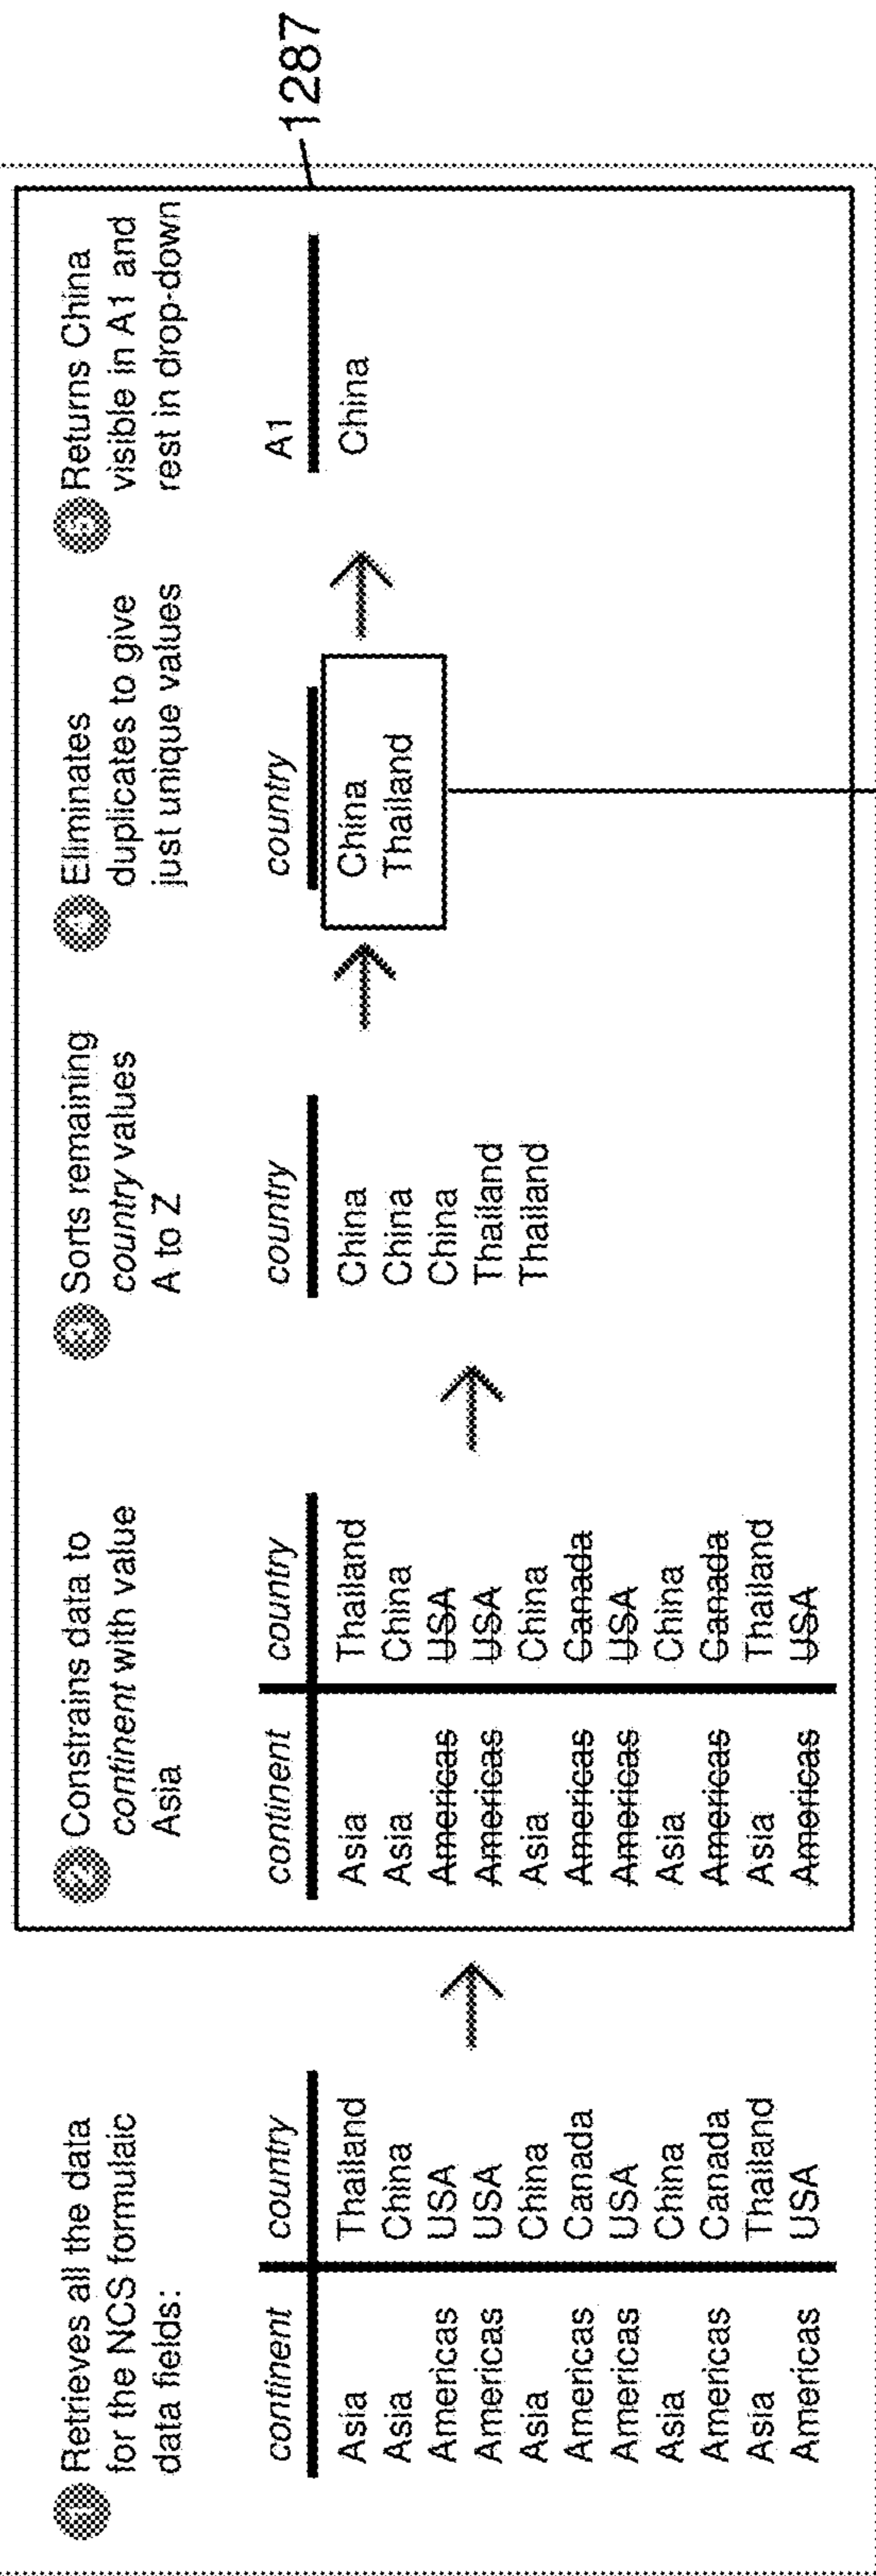 1 Retrieves all the data
for the NCS formulaic
data fields:
continent country
Asia Thailand
Asia China
Americas USA
Americas USA
Asia China
Americas Canada
Americas USA
Asia China
Americas Canada
Asia Thailand
Americas USA
2 Constrains data to
continent with value
Asia
continent country
Asia Thailand
Asia China
Americas USA
Americas USA
Asia China
Americas Canada
Americas USA
Asia China
Americas Canada
Asia Thailand
Americas USA
3 Sorts remaining
country values
A to Z
country
China
China
China
Thailand
Thailand
4 Eliminates
duplicates to give
just unique values
country
China
Thailand
5 Returns China
visible in A1 and
rest in drop-down
A1
China
1287